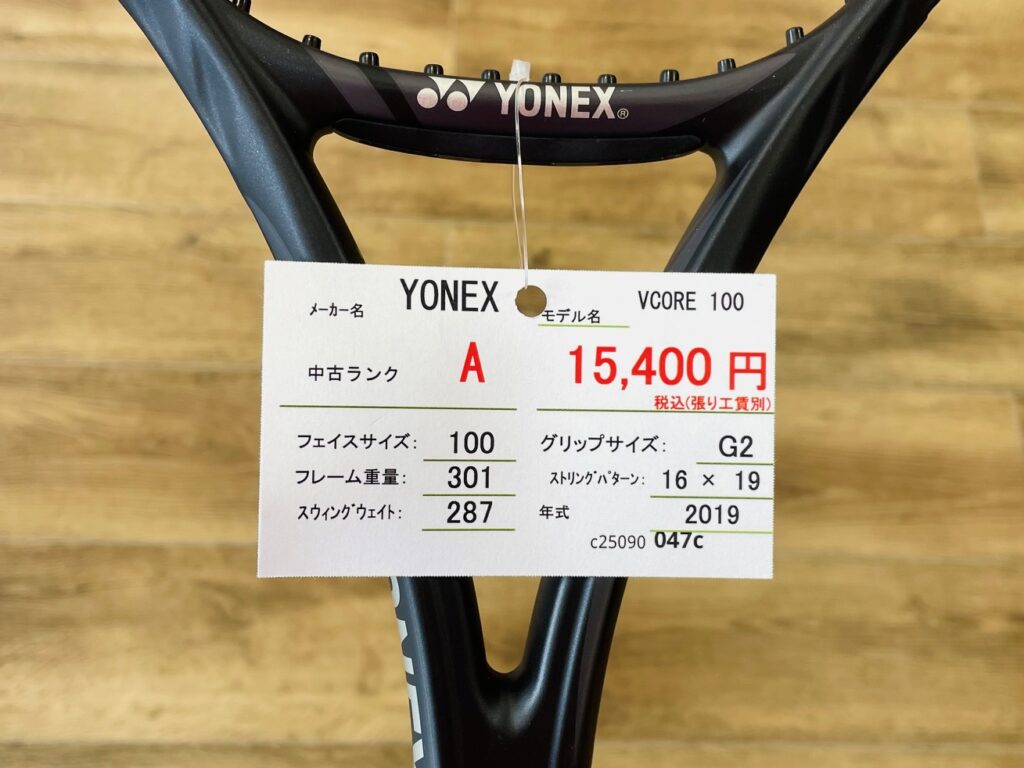 YONEX®
メーカー名 YONEX モデル名 VCORE 100
中古ランク A 15,400 円
税込(張り工賃別)
フェイスサイズ: 100 グリップサイズ: G2
フレーム重量: 301 ストリングパターン: 16 × 19
スウィングウェイト: 287 年式 2019
c25090 047c